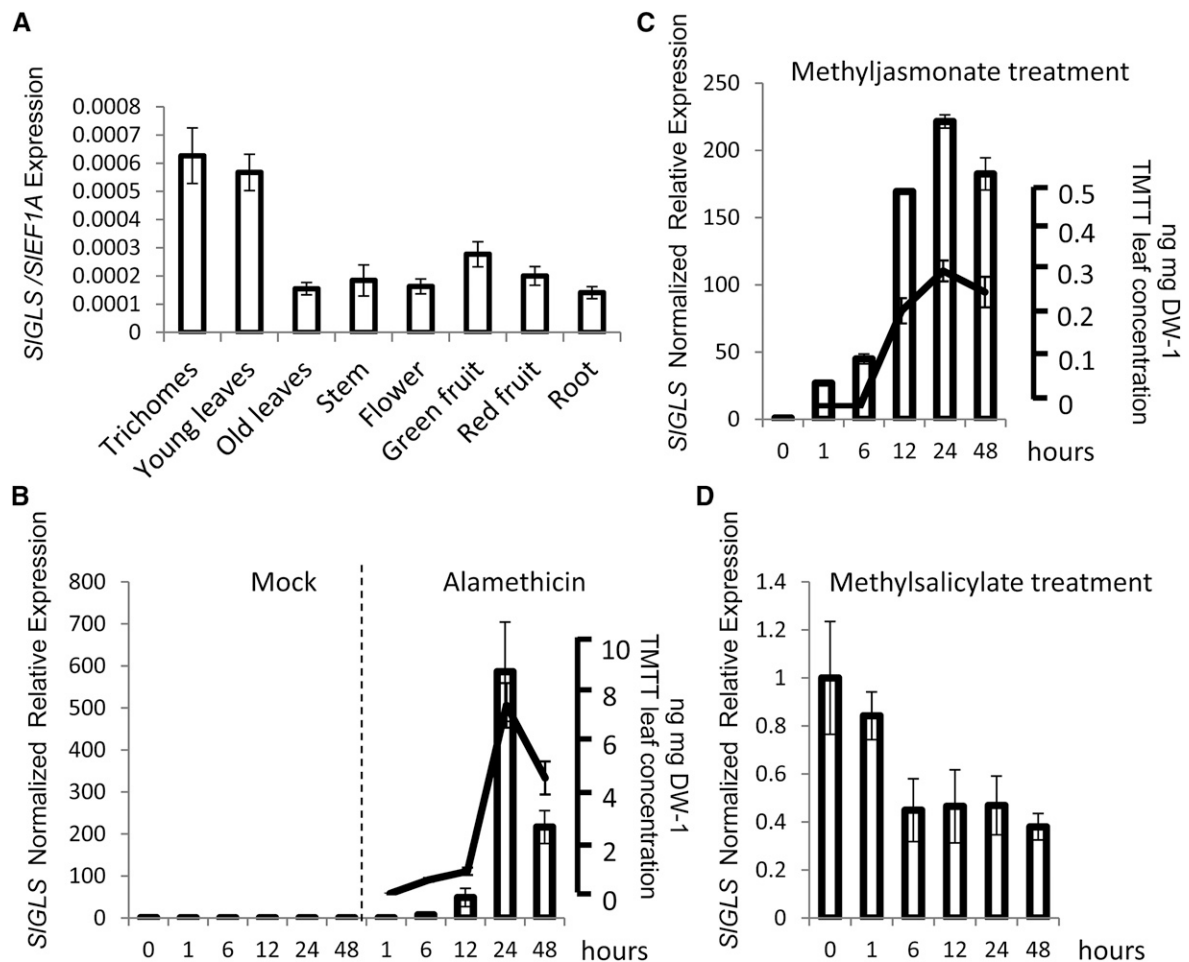 A
SlGLS /SlEF1A Expression
0.0008
0.0007
0.0006
0.0005
0.0004
0.0003
0.0002
0.0001
0
Trichomes
Young leaves
Old leaves
Stem
Flower
Green fruit
Red fruit
Root
B
SlGLS Normalized Relative Expression
800
700
600
500
400
300
200
100
0
Mock
Alamethicin
10
8
6
4
2
0
TMTT leaf concentration
ng mg DW-1
0 1 6 12 24 48 1 6 12 24 48 hours
C
Methyljasmonate treatment
SlGLS Normalized Relative Expression
250
200
150
100
50
0
0.5
0.4
0.3
0.2
0.1
0
TMTT leaf concentration
ng mg DW-1
0 1 6 12 24 48 hours
D
Methylsalicylate treatment
SlGLS Normalized Relative Expression
1.4
1.2
1
0.8
0.6
0.4
0.2
0
0 1 6 12 24 48 hours